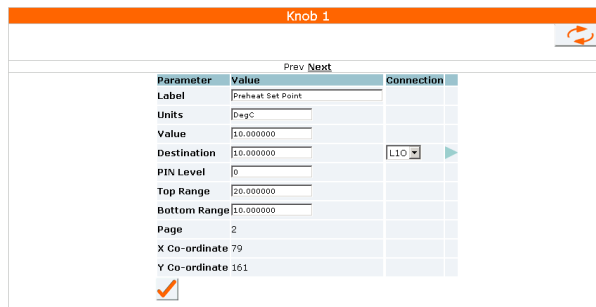 Knob 1
Prev Next
Parameter Value Connection
Label Preheat Set Point
Units DegC
Value 10.000000
Destination 10.000000 L1O
PIN Level 0
Top Range 20.000000
Bottom Range 10.000000
Page 2
X Co-ordinate 79
Y Co-ordinate 161